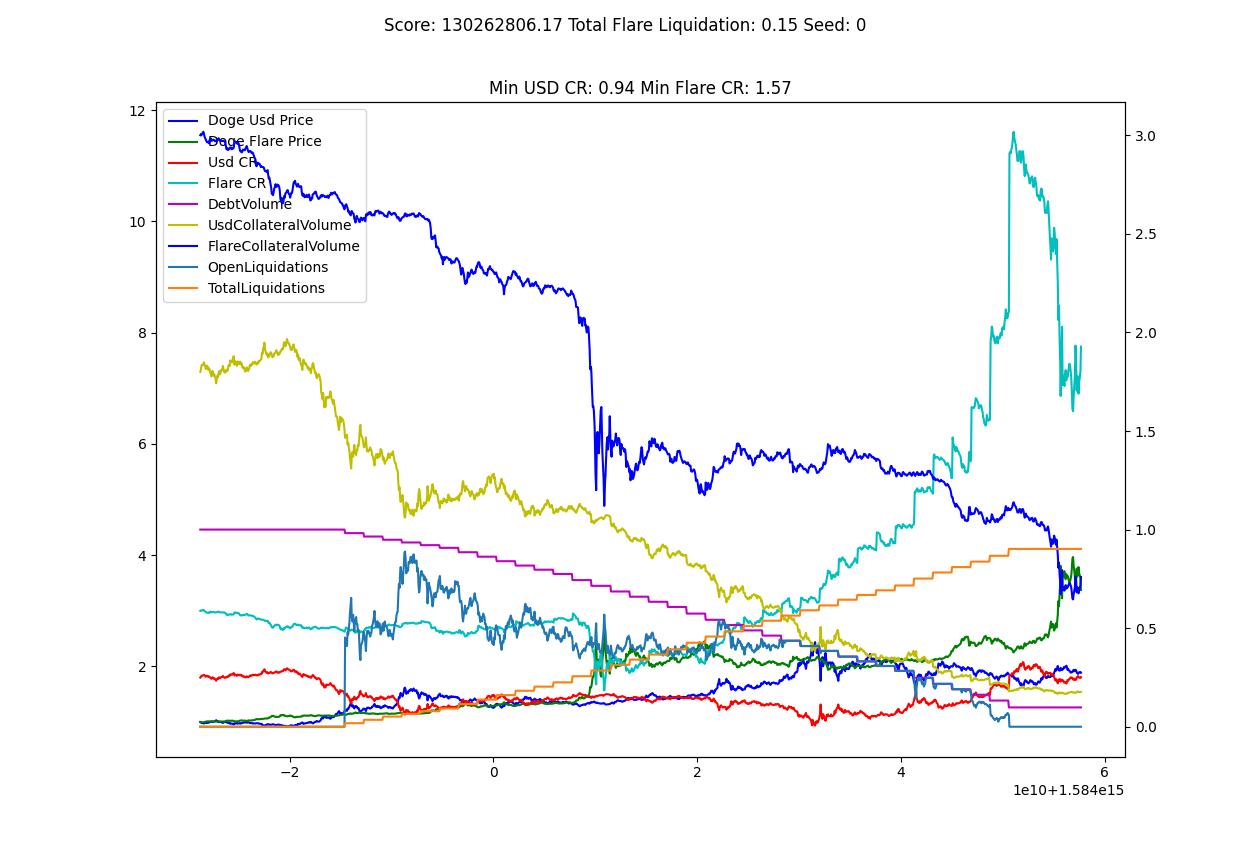 Score: 130262806.17 Total Flare Liquidation: 0.15 Seed: 0
Min USD CR: 0.94 Min Flare CR: 1.57
Doge Usd Price
Doge Flare Price
Usd CR
Flare CR
DebtVolume
UsdCollateralVolume
FlareCollateralVolume
OpenLiquidations
TotalLiquidations
12
10
8
6
4
2
3.0
2.5
2.0
1.5
1.0
0.5
0.0
−2
0
2
4
6
1e10+1.584e15